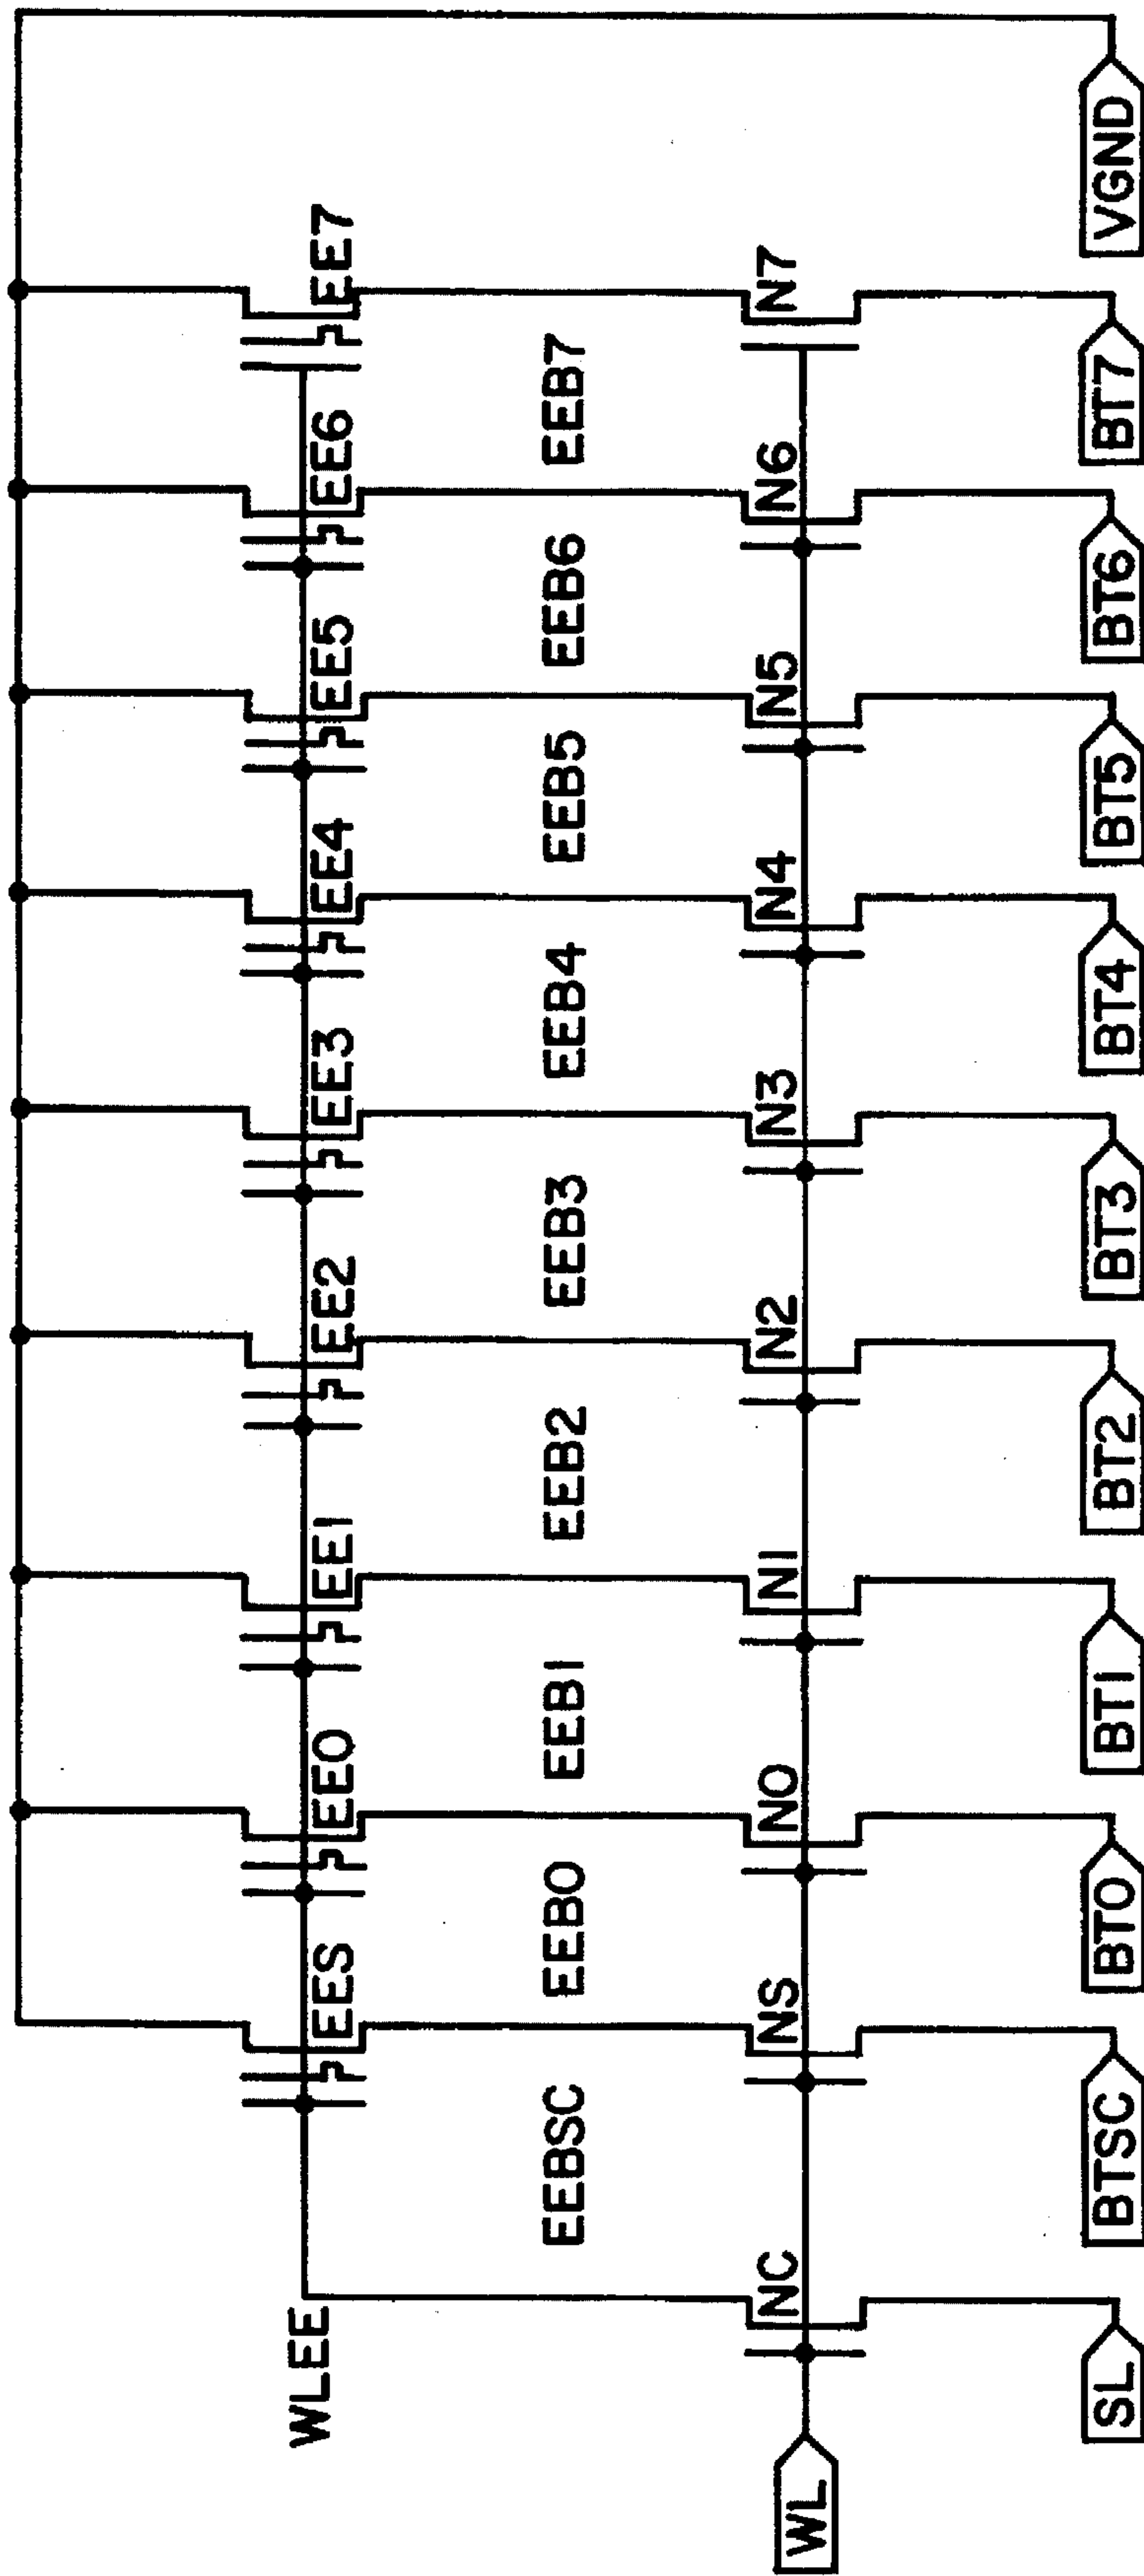 WLEE
EES
EE0
EE1
EE2
EE3
EE4
EE5
EE6
EE7
EEBSC
EEB0
EEB1
EEB2
EEB3
EEB4
EEB5
EEB6
EEB7
WL
NC
NS
N0
N1
N2
N3
N4
N5
N6
N7
SL
BTSC
BT0
BT1
BT2
BT3
BT4
BT5
BT6
BT7
VGND